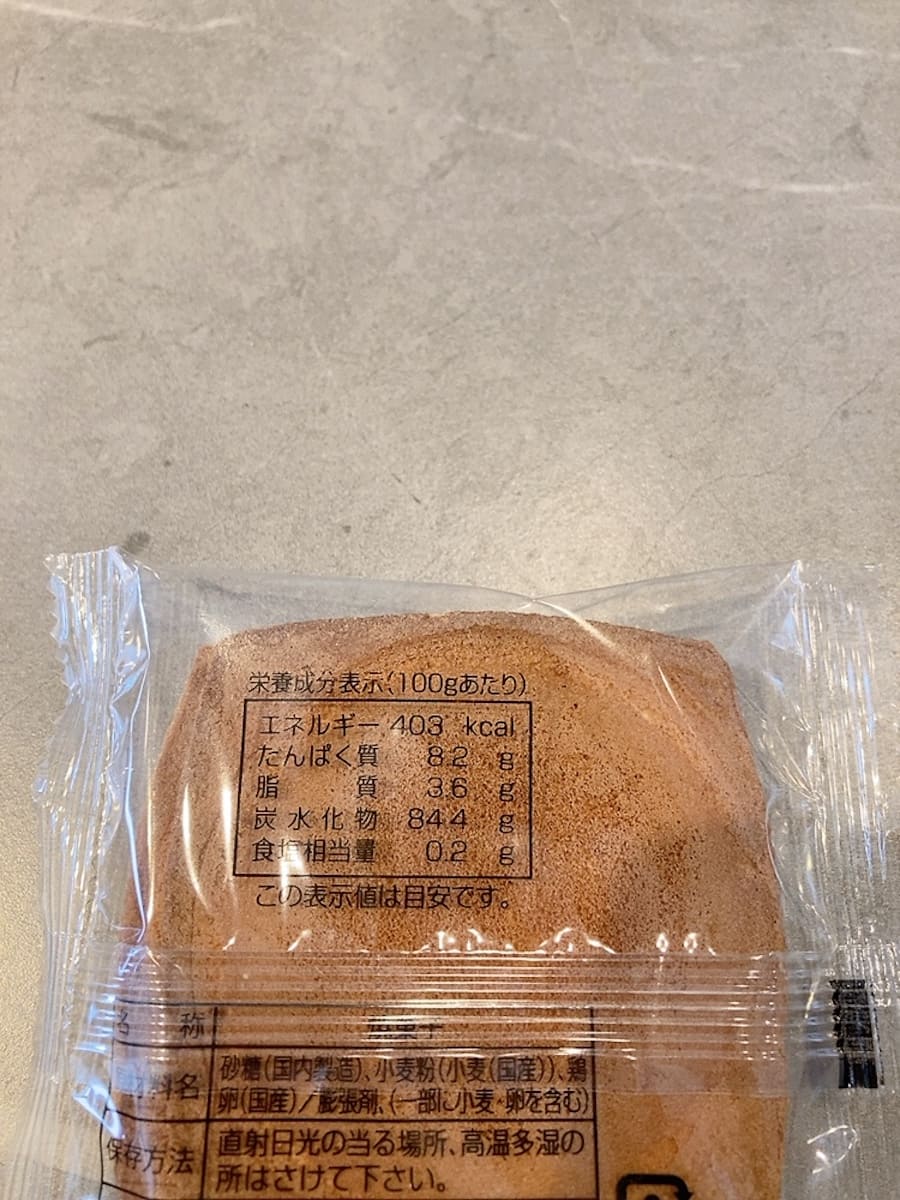 栄養成分表示(100gあたり)
エネルギー 403 kcal
たんぱく質 8.2 g
脂質 3.6 g
炭水化物 84.4 g
食塩相当量 0.2 g
この表示値は目安です。
名 称
砂糖(国内製造)、小麦粉(小麦(国産))、鶏
材料名
卵(国産)/膨張剤、(一部に小麦・卵を含む)
保存方法
直射日光の当る場所、高温多湿の
所はさけて下さい。